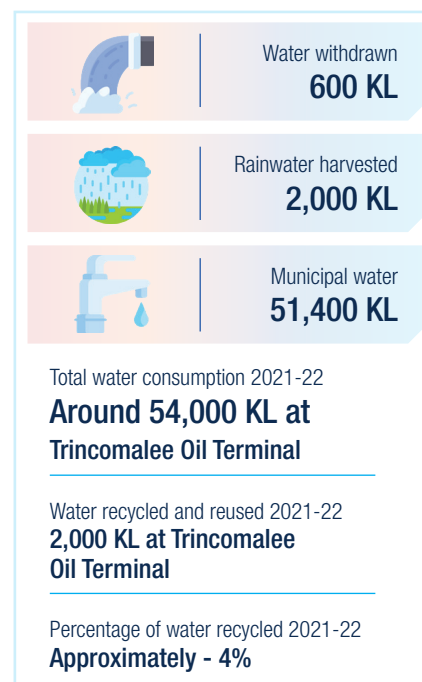 Water withdrawn
600 KL
Rainwater harvested
2,000 KL
Municipal water
51,400 KL
Total water consumption 2021-22
Around 54,000 KL at
Trincomalee Oil Terminal
Water recycled and reused 2021-22
2,000 KL at Trincomalee
Oil Terminal
Percentage of water recycled 2021-22
Approximately - 4%